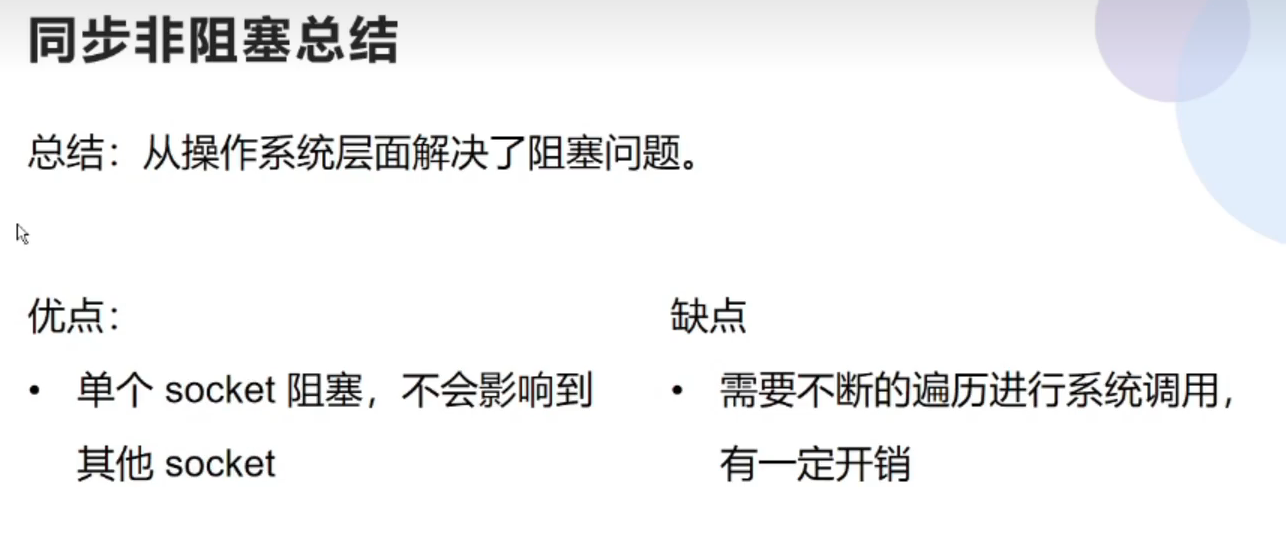 同步非阻塞总结
总结：从操作系统层面解决了阻塞问题。
优点：
• 单个 socket 阻塞，不会影响到
其他 socket
缺点
• 需要不断的遍历进行系统调用，
有一定开销